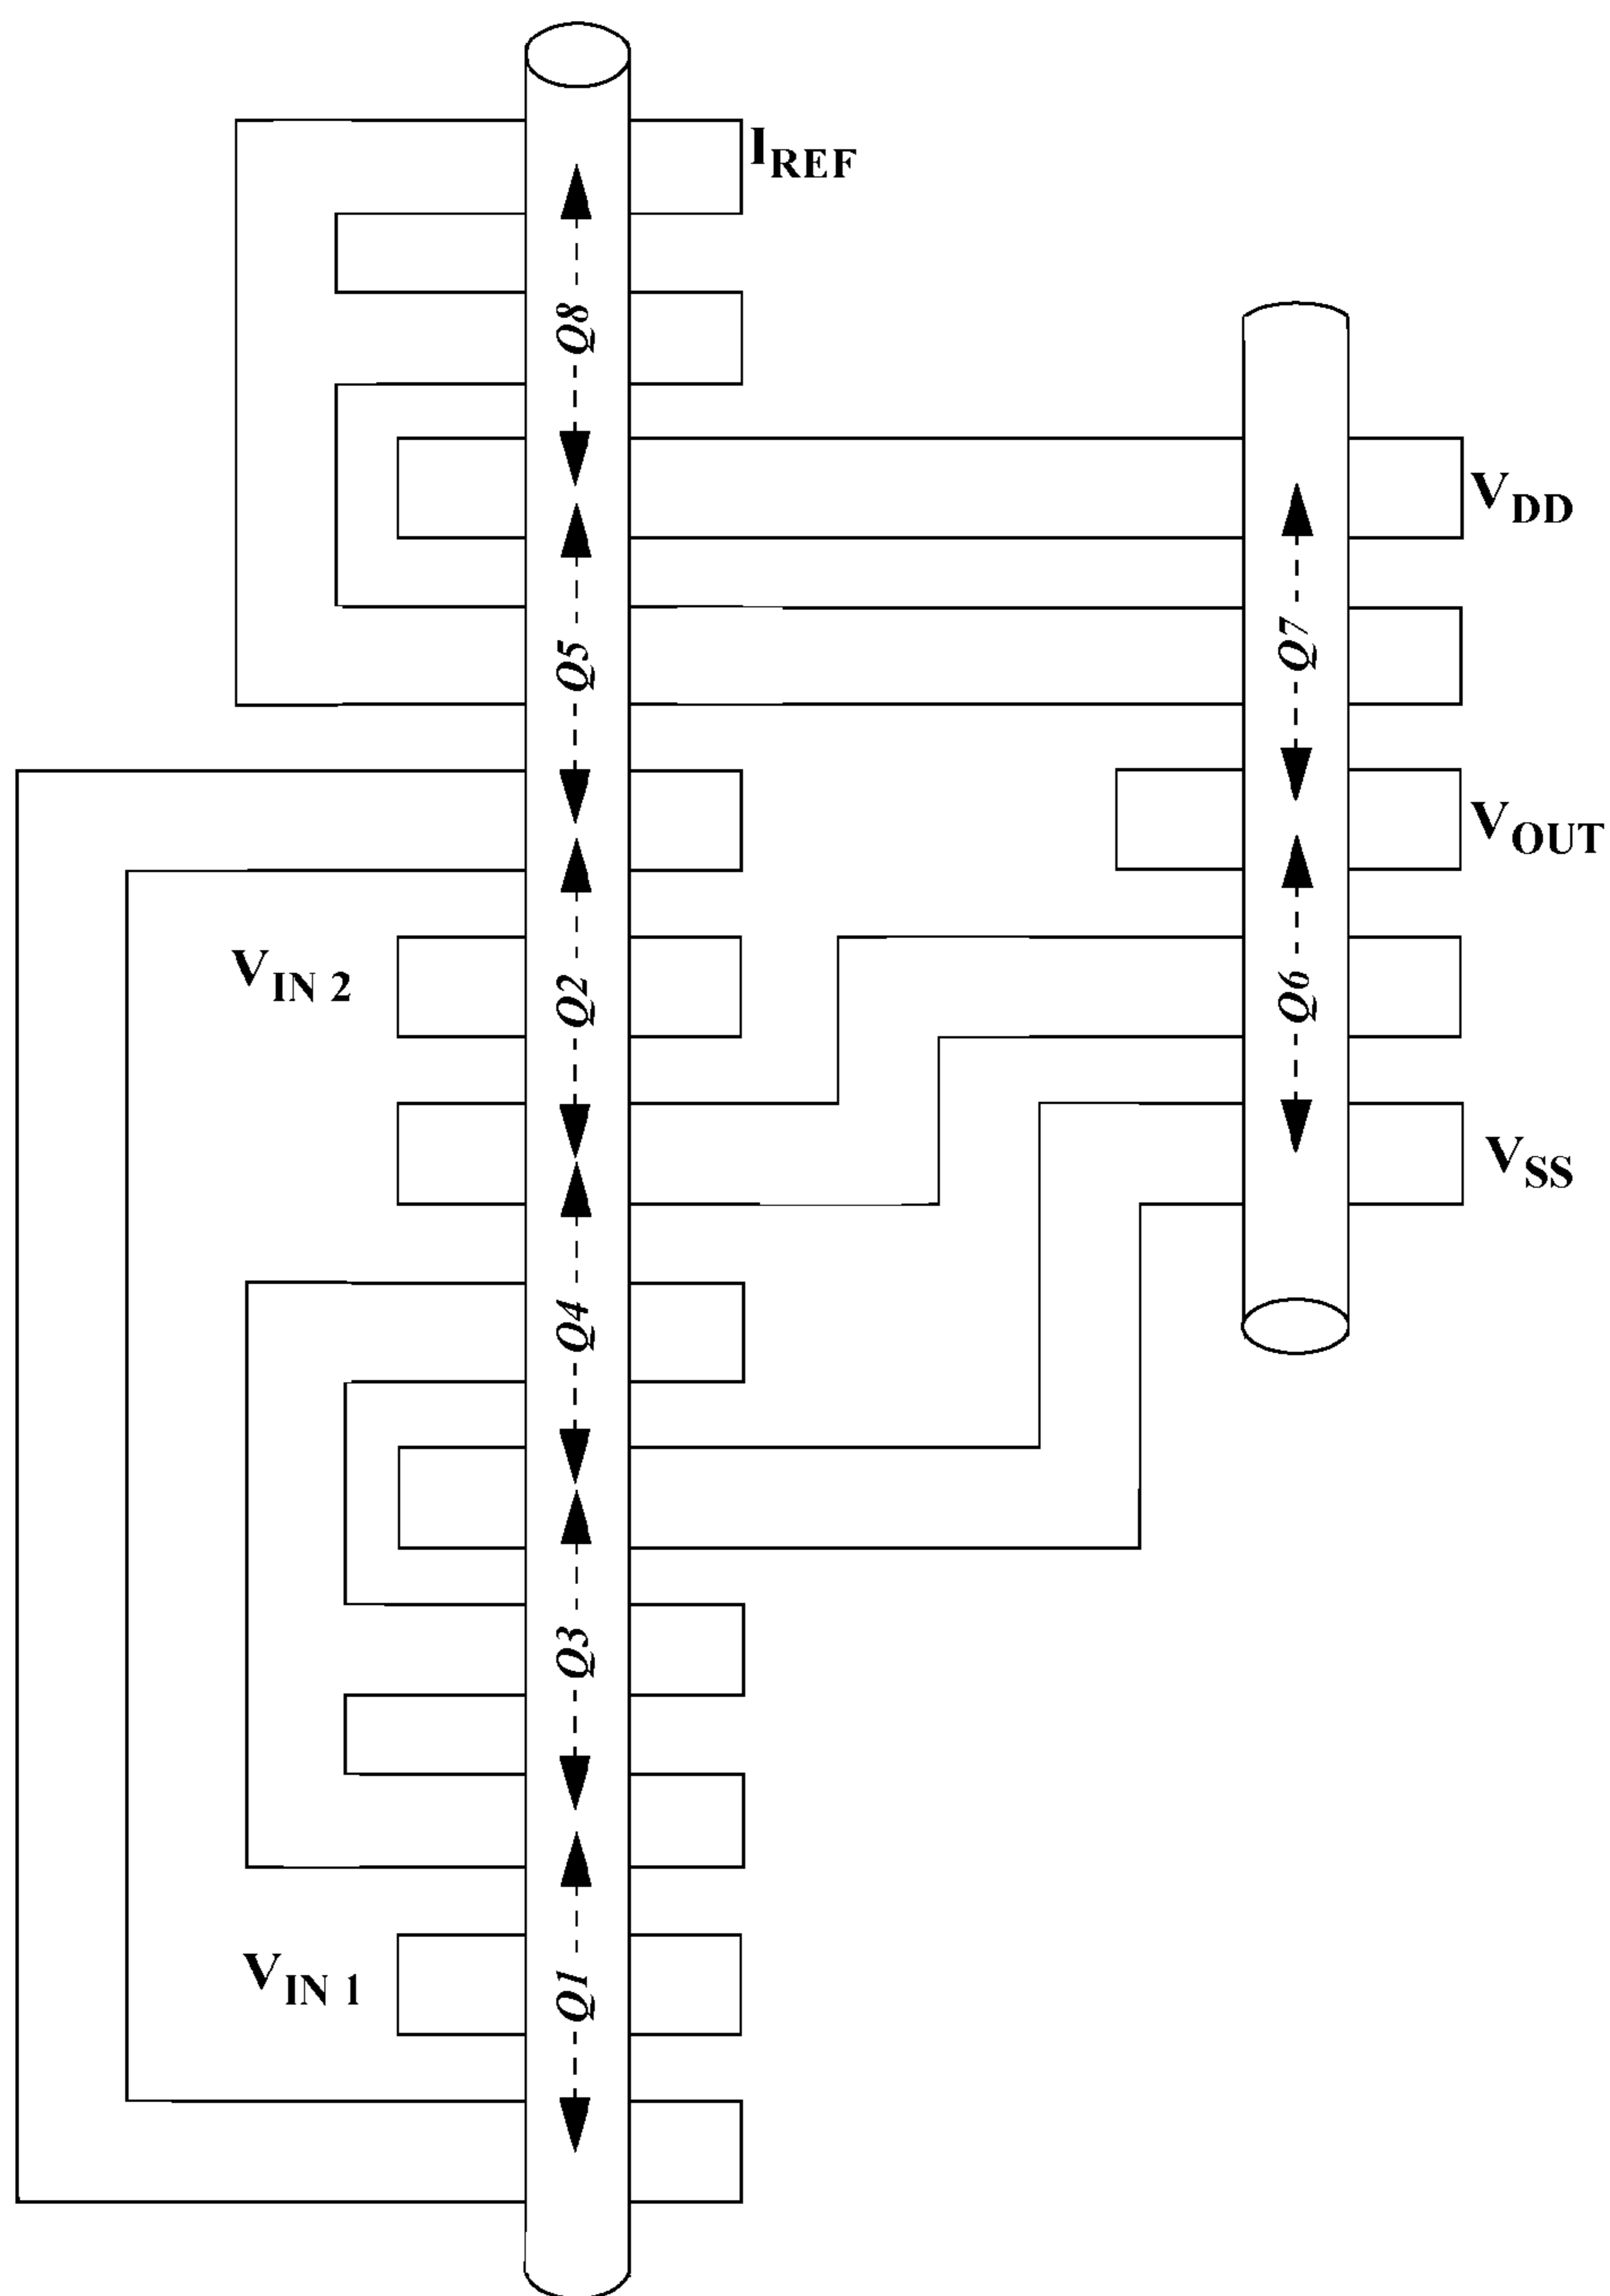 I_REF
Q8
V_DD
Q5
Q7
V_OUT
V_IN 2
Q2
Q6
V_SS
Q4
Q3
V_IN 1
Q1